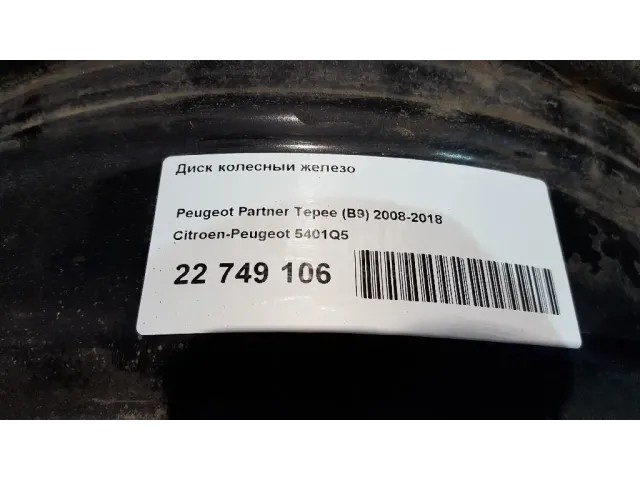 Диск колесный железо
Peugeot Partner Tepee (B9) 2008-2018
Citroen-Peugeot 5401Q5
22 749 106